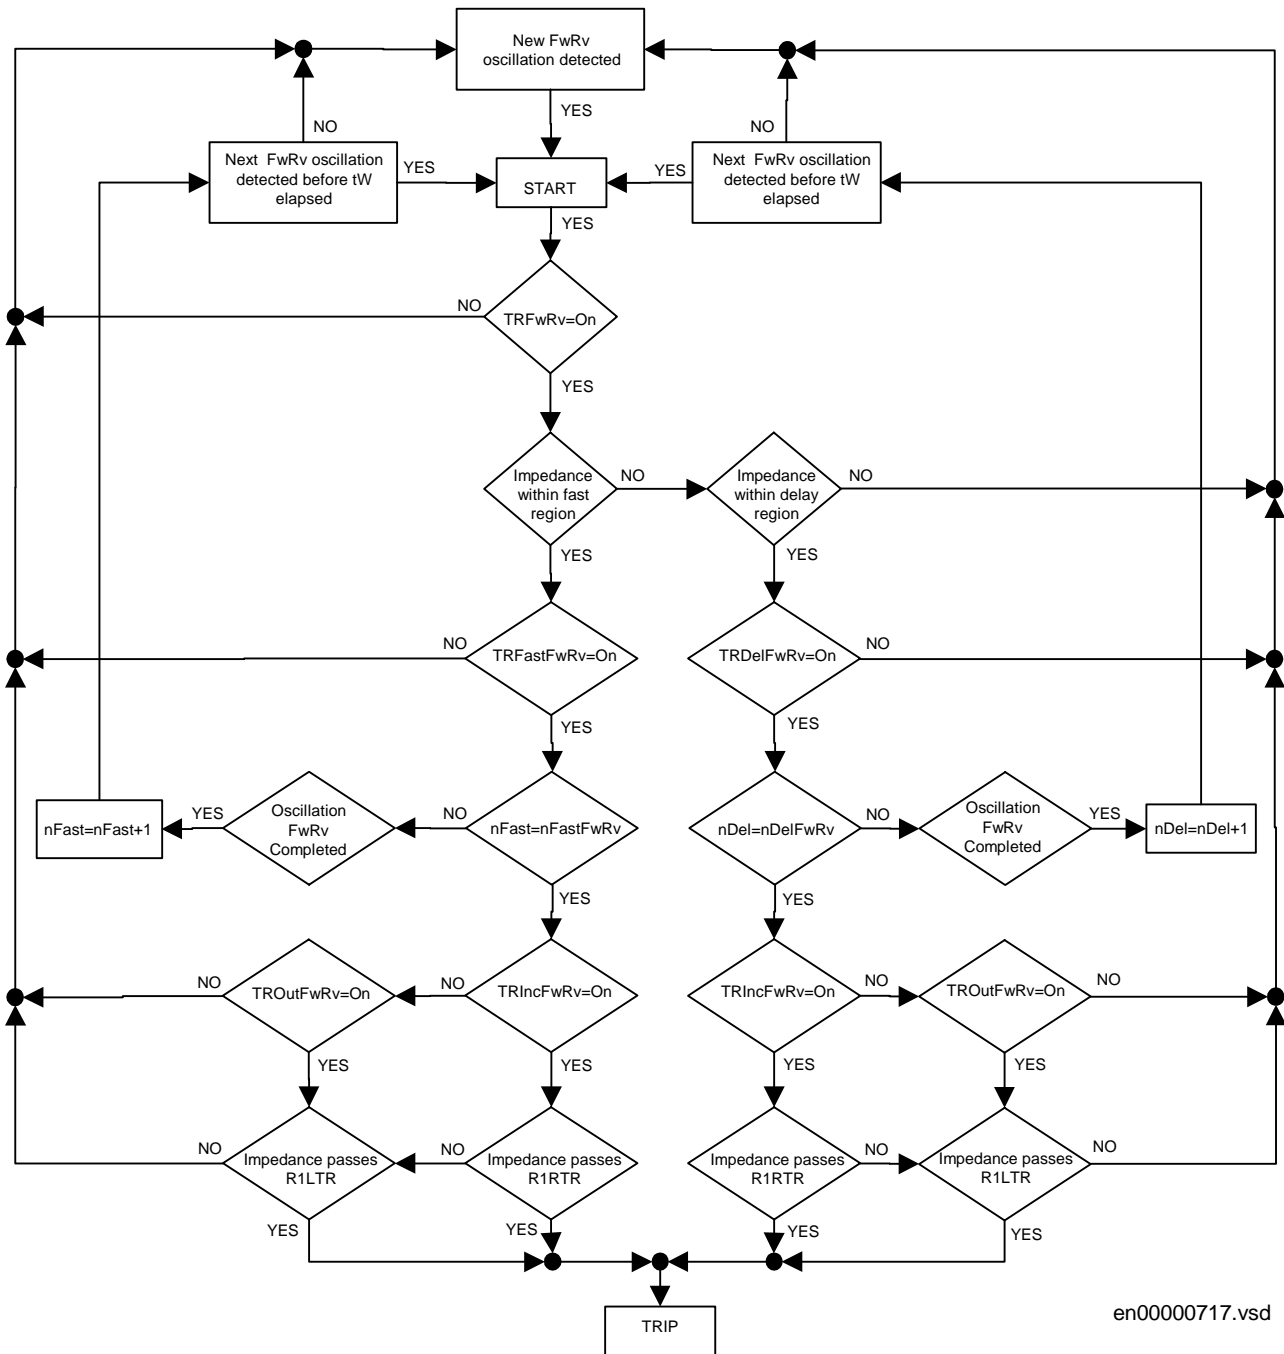 New FwRv
oscillation detected
YES
NO
NO
Next FwRv oscillation
detected before tW
elapsed
YES
START
YES
Next FwRv oscillation
detected before tW
elapsed
YES
NO
TRFwRv=On
YES
Impedance
within fast
region
NO
Impedance
within delay
region
NO
YES
YES
NO
TRFastFwRv=On
TRDelFwRv=On
NO
YES
YES
nFast=nFast+1
YES
Oscillation
FwRv
Completed
NO
nFast=nFastFwRv
nDel=nDelFwRv
NO
Oscillation
FwRv
Completed
YES
nDel=nDel+1
YES
YES
NO
TROutFwRv=On
NO
TRIncFwRv=On
TRIncFwRv=On
NO
TROutFwRv=On
NO
YES
YES
YES
YES
NO
Impedance passes
R1LTR
NO
Impedance passes
R1RTR
Impedance passes
R1RTR
NO
Impedance passes
R1LTR
NO
YES
YES
YES
YES
TRIP
en00000717.vsd